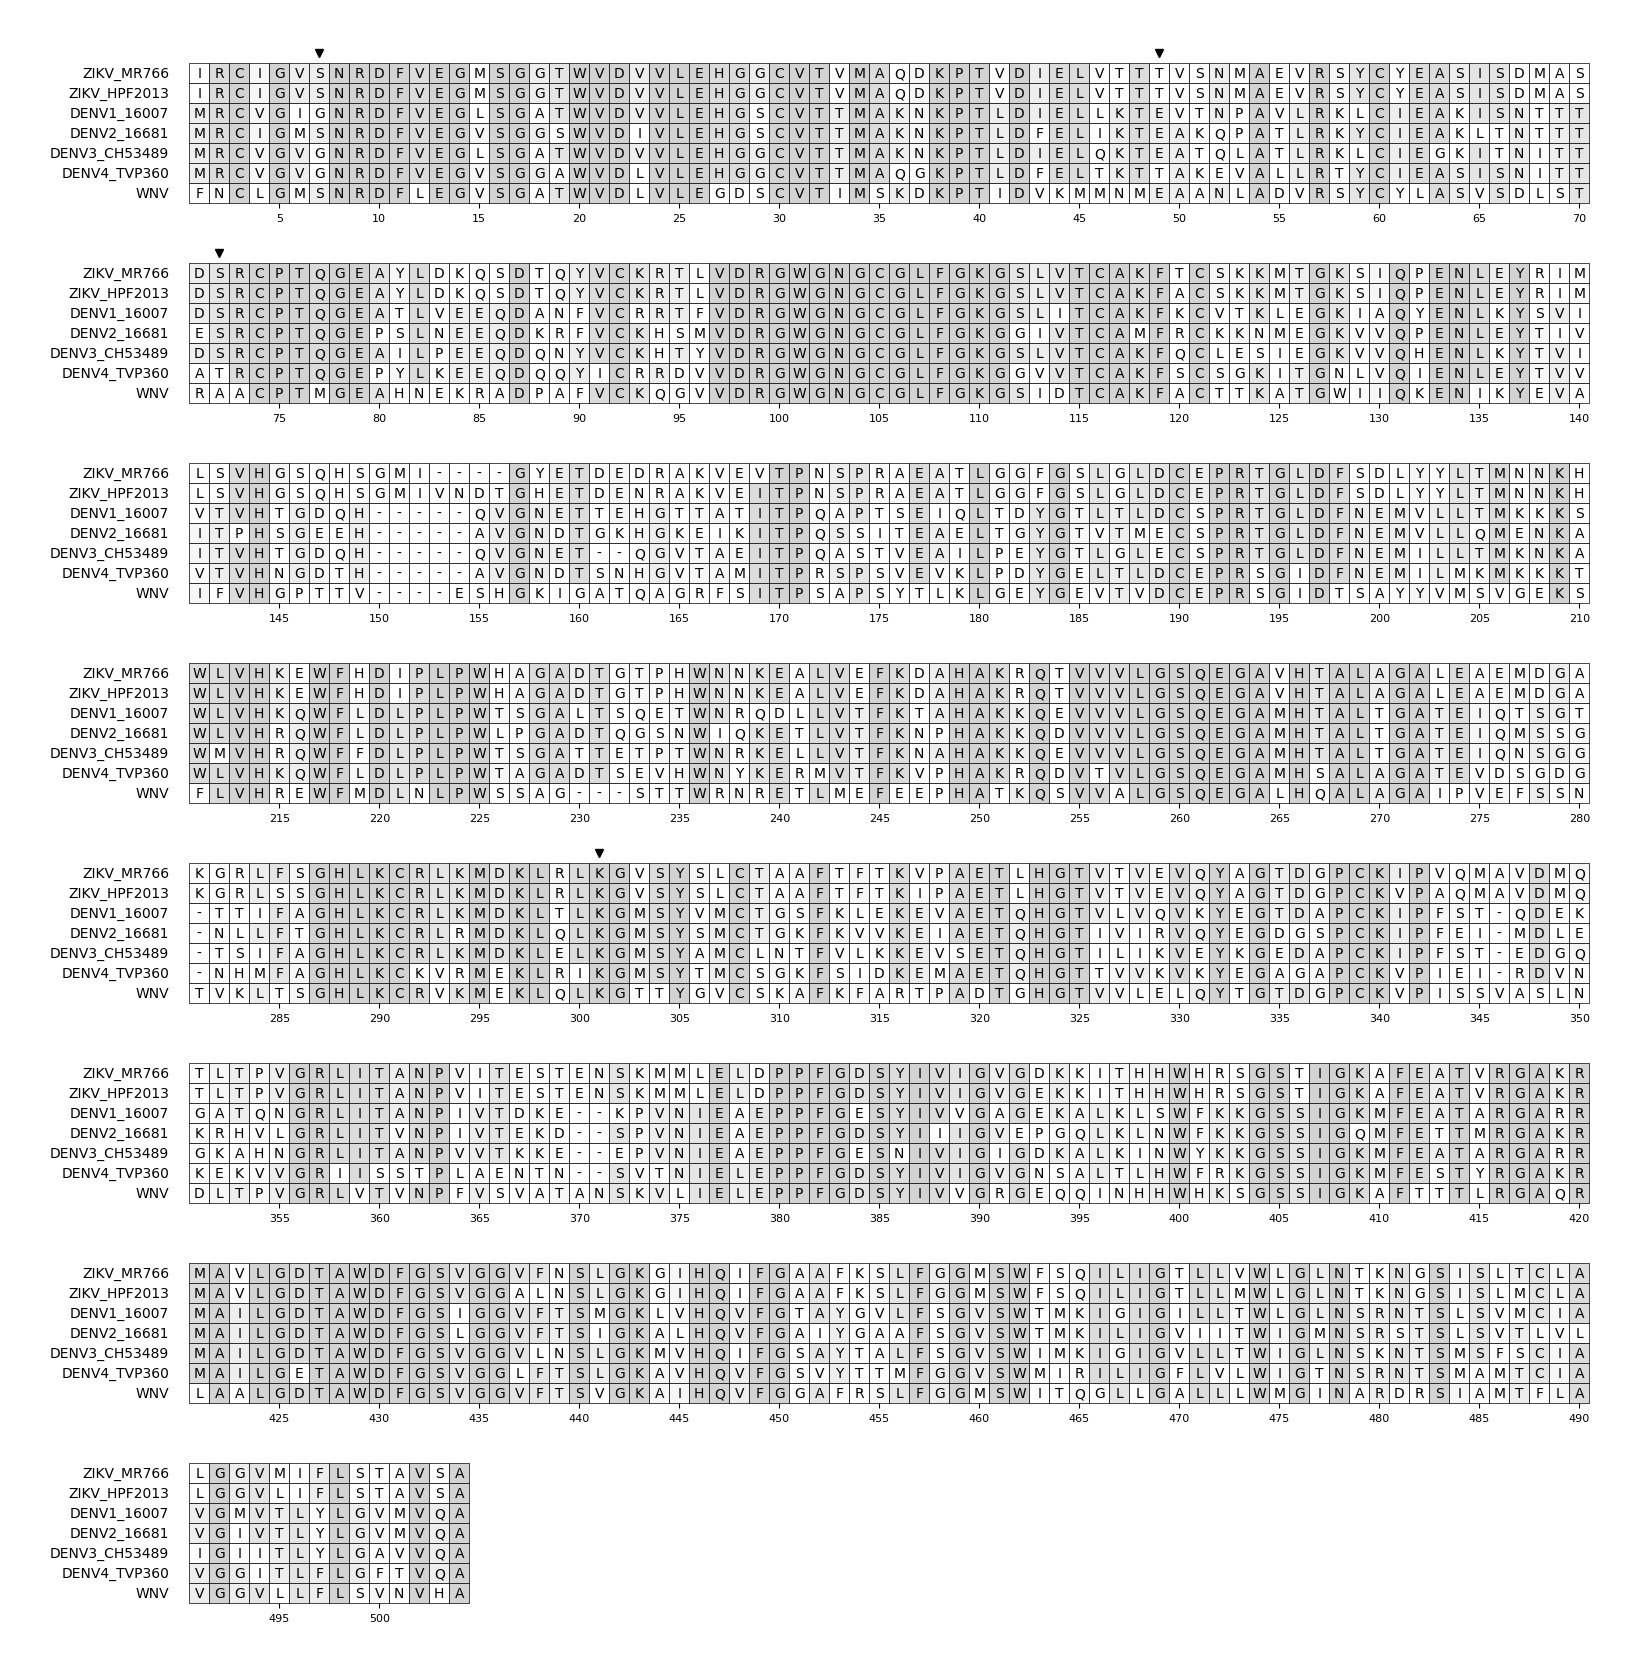 ZIKV_MR766 I R C I G V S N R D F V E G M S G G T W V D V V L E H G G C V T V M A Q D K P T V D I E L V T T T V S N M A E V R S Y C Y E A S I S D M A S
ZIKV_HPF2013 I R C I G V S N R D F V E G M S G G T W V D V V L E H G G C V T V M A Q D K P T V D I E L V T T T V S N M A E V R S Y C Y E A S I S D M A S
DENV1_16007 M R C V G I G N R D F V E G L S G A T W V D V V L E H G S C V T T M A K N K P T L D I E L L K T E V T N P A V L R K L C I E A K I S N T T T
DENV2_16681 M R C I G M S N R D F V E G V S G G S W V D I V L E H G S C V T T M A K N K P T L D F E L I K T E A K Q P A T L R K Y C I E A K L T N T T T
DENV3_CH53489 M R C V G V G N R D F V E G L S G A T W V D V V L E H G G C V T T M A K N K P T L D I E L Q K T E A T Q L A T L R K L C I E G K I T N I T T
DENV4_TVP360 M R C V G V G N R D F V E G V S G G A W V D L V L E H G G C V T T M A Q G K P T L D F E L T K T T A K E V A L L R T Y C I E A S I S N I T T
WNV F N C L G M S N R D F L E G V S G A T W V D L V L E G D S C V T I M S K D K P T I D V K M M N M E A A N L A D V R S Y C Y L A S V S D L S T
5 10 15 20 25 30 35 40 45 50 55 60 65 70
ZIKV_MR766 D S R C P T Q G E A Y L D K Q S D T Q Y V C K R T L V D R G W G N G C G L F G K G S L V T C A K F T C S K K M T G K S I Q P E N L E Y R I M
ZIKV_HPF2013 D S R C P T Q G E A Y L D K Q S D T Q Y V C K R T L V D R G W G N G C G L F G K G S L V T C A K F A C S K K M T G K S I Q P E N L E Y R I M
DENV1_16007 D S R C P T Q G E A T L V E E Q D A N F V C R R T F V D R G W G N G C G L F G K G S L I T C A K F K C V T K L E G K I A Q Y E N L K Y S V I
DENV2_16681 E S R C P T Q G E P S L N E E Q D K R F V C K H S M V D R G W G N G C G L F G K G G I V T C A M F R C K K N M E G K V V Q P E N L E Y T I V
DENV3_CH53489 D S R C P T Q G E A I L P E E Q D Q N Y V C K H T Y V D R G W G N G C G L F G K G S L V T C A K F Q C L E S I E G K V V Q H E N L K Y T V I
DENV4_TVP360 A T R C P T Q G E P Y L K E E Q D Q Q Y I C R R D V V D R G W G N G C G L F G K G G V V T C A K F S C S G K I T G N L V Q I E N L E Y T V V
WNV R A A C P T M G E A H N E K R A D P A F V C K Q G V V D R G W G N G C G L F G K G S I D T C A K F A C T T K A T G W I I Q K E N I K Y E V A
75 80 85 90 95 100 105 110 115 120 125 130 135 140
ZIKV_MR766 L S V H G S Q H S G M I - - - - G Y E T D E D R A K V E V T P N S P R A E A T L G G F G S L G L D C E P R T G L D F S D L Y Y L T M N N K H
ZIKV_HPF2013 L S V H G S Q H S G M I V N D T G H E T D E N R A K V E I T P N S P R A E A T L G G F G S L G L D C E P R T G L D F S D L Y Y L T M N N K H
DENV1_16007 V T V H T G D Q H - - - - - Q V G N E T T E H G T T A T I T P Q A P T S E I Q L T D Y G T L T L D C S P R T G L D F N E M V L L T M K K K S
DENV2_16681 I T P H S G E E H - - - - - A V G N D T G K H G K E I K I T P Q S S I T E A E L T G Y G T V T M E C S P R T G L D F N E M V L L Q M E N K A
DENV3_CH53489 I T V H T G D Q H - - - - - Q V G N E T - - Q G V T A E I T P Q A S T V E A I L P E Y G T L G L E C S P R T G L D F N E M I L L T M K N K A
DENV4_TVP360 V T V H N G D T H - - - - - A V G N D T S N H G V T A M I T P R S P S V E V K L P D Y G E L T L D C E P R S G I D F N E M I L M K M K K K T
WNV I F V H G P T T V - - - - E S H G K I G A T Q A G R F S I T P S A P S Y T L K L G E Y G E V T V D C E P R S G I D T S A Y Y V M S V G E K S
145 150 155 160 165 170 175 180 185 190 195 200 205 210
ZIKV_MR766 W L V H K E W F H D I P L P W H A G A D T G T P H W N N K E A L V E F K D A H A K R Q T V V V L G S Q E G A V H T A L A G A L E A E M D G A
ZIKV_HPF2013 W L V H K E W F H D I P L P W H A G A D T G T P H W N N K E A L V E F K D A H A K R Q T V V V L G S Q E G A V H T A L A G A L E A E M D G A
DENV1_16007 W L V H K Q W F L D L P L P W T S G A L T S Q E T W N R Q D L L V T F K T A H A K K Q E V V V L G S Q E G A M H T A L T G A T E I Q T S G T
DENV2_16681 W L V H R Q W F L D L P L P W L P G A D T Q G S N W I Q K E T L V T F K N P H A K K Q D V V V L G S Q E G A M H T A L T G A T E I Q M S S G
DENV3_CH53489 W M V H R Q W F F D L P L P W T S G A T T E T P T W N R K E L L V T F K N A H A K K Q E V V V L G S Q E G A M H T A L T G A T E I Q N S G G
DENV4_TVP360 W L V H K Q W F L D L P L P W T A G A D T S E V H W N Y K E R M V T F K V P H A K R Q D V T V L G S Q E G A M H S A L A G A T E V D S G D G
WNV F L V H R E W F M D L N L P W S S A G - - - S T T W R N R E T L M E F E E P H A T K Q S V V A L G S Q E G A L H Q A L A G A I P V E F S S N
215 220 225 230 235 240 245 250 255 260 265 270 275 280
ZIKV_MR766 K G R L F S G H L K C R L K M D K L R L K G V S Y S L C T A A F T F T K V P A E T L H G T V T V E V Q Y A G T D G P C K I P V Q M A V D M Q
ZIKV_HPF2013 K G R L S S G H L K C R L K M D K L R L K G V S Y S L C T A A F T F T K I P A E T L H G T V T V E V Q Y A G T D G P C K V P A Q M A V D M Q
DENV1_16007 - T T I F A G H L K C R L K M D K L T L K G M S Y V M C T G S F K L E K E V A E T Q H G T V L V Q V K Y E G T D A P C K I P F S T - Q D E K
DENV2_16681 - N L L F T G H L K C R L R M D K L Q L K G M S Y S M C T G K F K V V K E I A E T Q H G T I V I R V Q Y E G D G S P C K I P F E I - M D L E
DENV3_CH53489 - T S I F A G H L K C R L K M D K L E L K G M S Y A M C L N T F V L K K E V S E T Q H G T I L I K V E Y K G E D A P C K I P F S T - E D G Q
DENV4_TVP360 - N H M F A G H L K C K V R M E K L R I K G M S Y T M C S G K F S I D K E M A E T Q H G T T V V K V K Y E G A G A P C K V P I E I - R D V N
WNV T V K L T S G H L K C R V K M E K L Q L K G T T Y G V C S K A F K F A R T P A D T G H G T V V L E L Q Y T G T D G P C K V P I S S V A S L N
285 290 295 300 305 310 315 320 325 330 335 340 345 350
ZIKV_MR766 T L T P V G R L I T A N P V I T E S T E N S K M M L E L D P P F G D S Y I V I G V G D K K I T H H W H R S G S T I G K A F E A T V R G A K R
ZIKV_HPF2013 T L T P V G R L I T A N P V I T E S T E N S K M M L E L D P P F G D S Y I V I G V G E K K I T H H W H R S G S T I G K A F E A T V R G A K R
DENV1_16007 G A T Q N G R L I T A N P I V T D K E - - K P V N I E A E P P F G E S Y I V V G A G E K A L K L S W F K K G S S I G K M F E A T A R G A R R
DENV2_16681 K R H V L G R L I T V N P I V T E K D - - S P V N I E A E P P F G D S Y I I I G V E P G Q L K L N W F K K G S S I G Q M F E T T M R G A K R
DENV3_CH53489 G K A H N G R L I T A N P V V T K K E - - E P V N I E A E P P F G E S N I V I G I G D K A L K I N W Y K K G S S I G K M F E A T A R G A R R
DENV4_TVP360 K E K V V G R I I S S T P L A E N T N - - S V T N I E L E P P F G D S Y I V I G V G N S A L T L H W F R K G S S I G K M F E S T Y R G A K R
WNV D L T P V G R L V T V N P F V S V A T A N S K V L I E L E P P F G D S Y I V V G R G E Q Q I N H H W H K S G S S I G K A F T T T L R G A Q R
355 360 365 370 375 380 385 390 395 400 405 410 415 420
ZIKV_MR766 M A V L G D T A W D F G S V G G V F N S L G K G I H Q I F G A A F K S L F G G M S W F S Q I L I G T L L V W L G L N T K N G S I S L T C L A
ZIKV_HPF2013 M A V L G D T A W D F G S V G G A L N S L G K G I H Q I F G A A F K S L F G G M S W F S Q I L I G T L L M W L G L N T K N G S I S L M C L A
DENV1_16007 M A I L G D T A W D F G S I G G V F T S M G K L V H Q V F G T A Y G V L F S G V S W T M K I G I G I L L T W L G L N S R N T S L S V M C I A
DENV2_16681 M A I L G D T A W D F G S L G G V F T S I G K A L H Q V F G A I Y G A A F S G V S W T M K I L I G V I I T W I G M N S R S T S L S V T L V L
DENV3_CH53489 M A I L G D T A W D F G S V G G V L N S L G K M V H Q I F G S A Y T A L F S G V S W I M K I G I G V L L T W I G L N S K N T S M S F S C I A
DENV4_TVP360 M A I L G E T A W D F G S V G G L F T S L G K A V H Q V F G S V Y T T M F G G V S W M I R I L I G F L V L W I G T N S R N T S M A M T C I A
WNV L A A L G D T A W D F G S V G G V F T S V G K A I H Q V F G G A F R S L F G G M S W I T Q G L L G A L L L W M G I N A R D R S I A M T F L A
425 430 435 440 445 450 455 460 465 470 475 480 485 490
ZIKV_MR766 L G G V M I F L S T A V S A
ZIKV_HPF2013 L G G V L I F L S T A V S A
DENV1_16007 V G M V T L Y L G V M V Q A
DENV2_16681 V G I V T L Y L G V M V Q A
DENV3_CH53489 I G I I T L Y L G A V V Q A
DENV4_TVP360 V G G I T L F L G F T V Q A
WNV V G G V L L F L S V N V H A
495 500